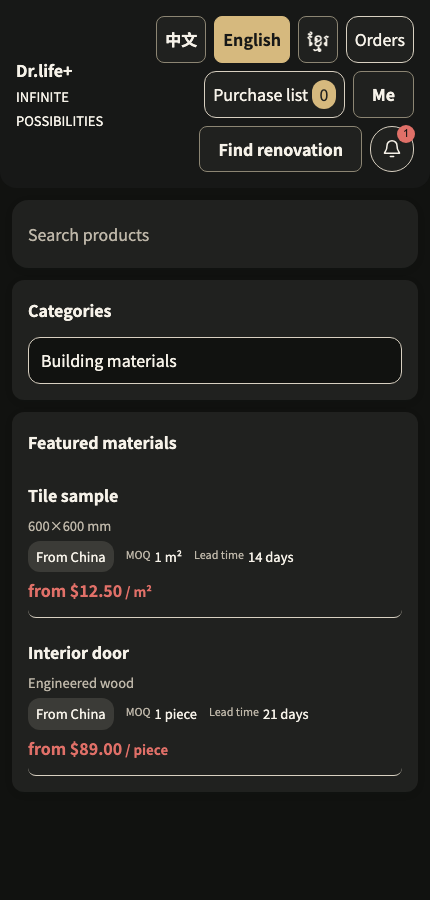 中文 English ខ្មែរ Orders
Dr.life+
INFINITE
POSSIBILITIES
Purchase list 0 Me
Find renovation 1
Search products
Categories
Building materials
Featured materials
Tile sample
600×600 mm
From China MOQ 1 m² Lead time 14 days
from $12.50 / m²
Interior door
Engineered wood
From China MOQ 1 piece Lead time 21 days
from $89.00 / piece